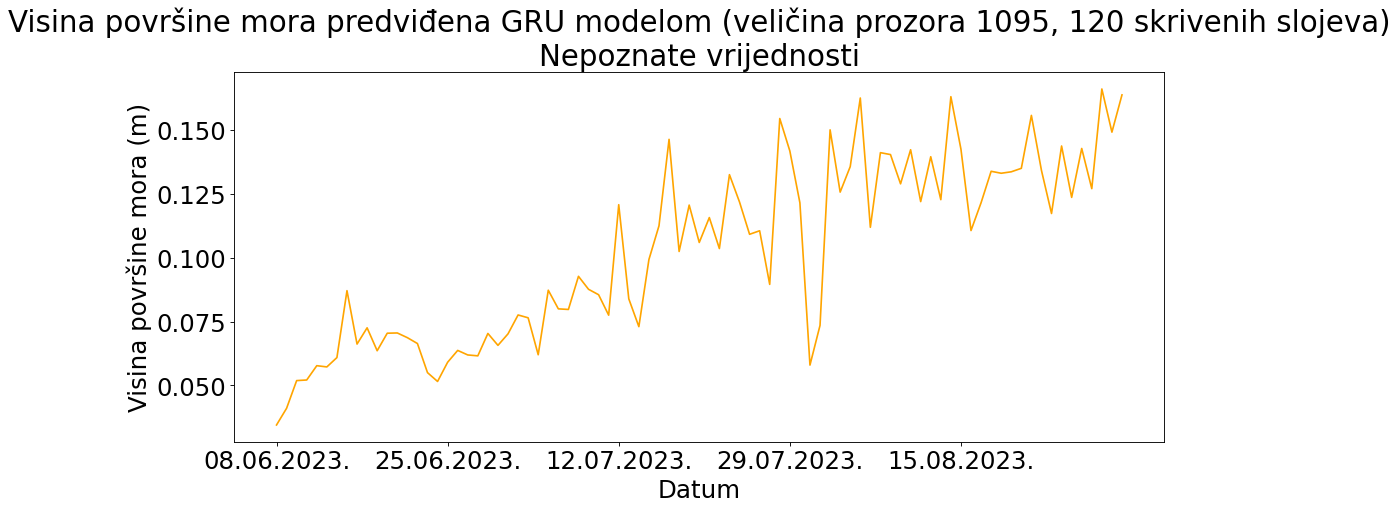 Visina površine mora predviđena GRU modelom (veličina prozora 1095, 120 skrivenih slojeva)
Nepoznate vrijednosti
Visina površine mora (m)
0.150
0.125
0.100
0.075
0.050
08.06.2023. 25.06.2023. 12.07.2023. 29.07.2023. 15.08.2023.
Datum